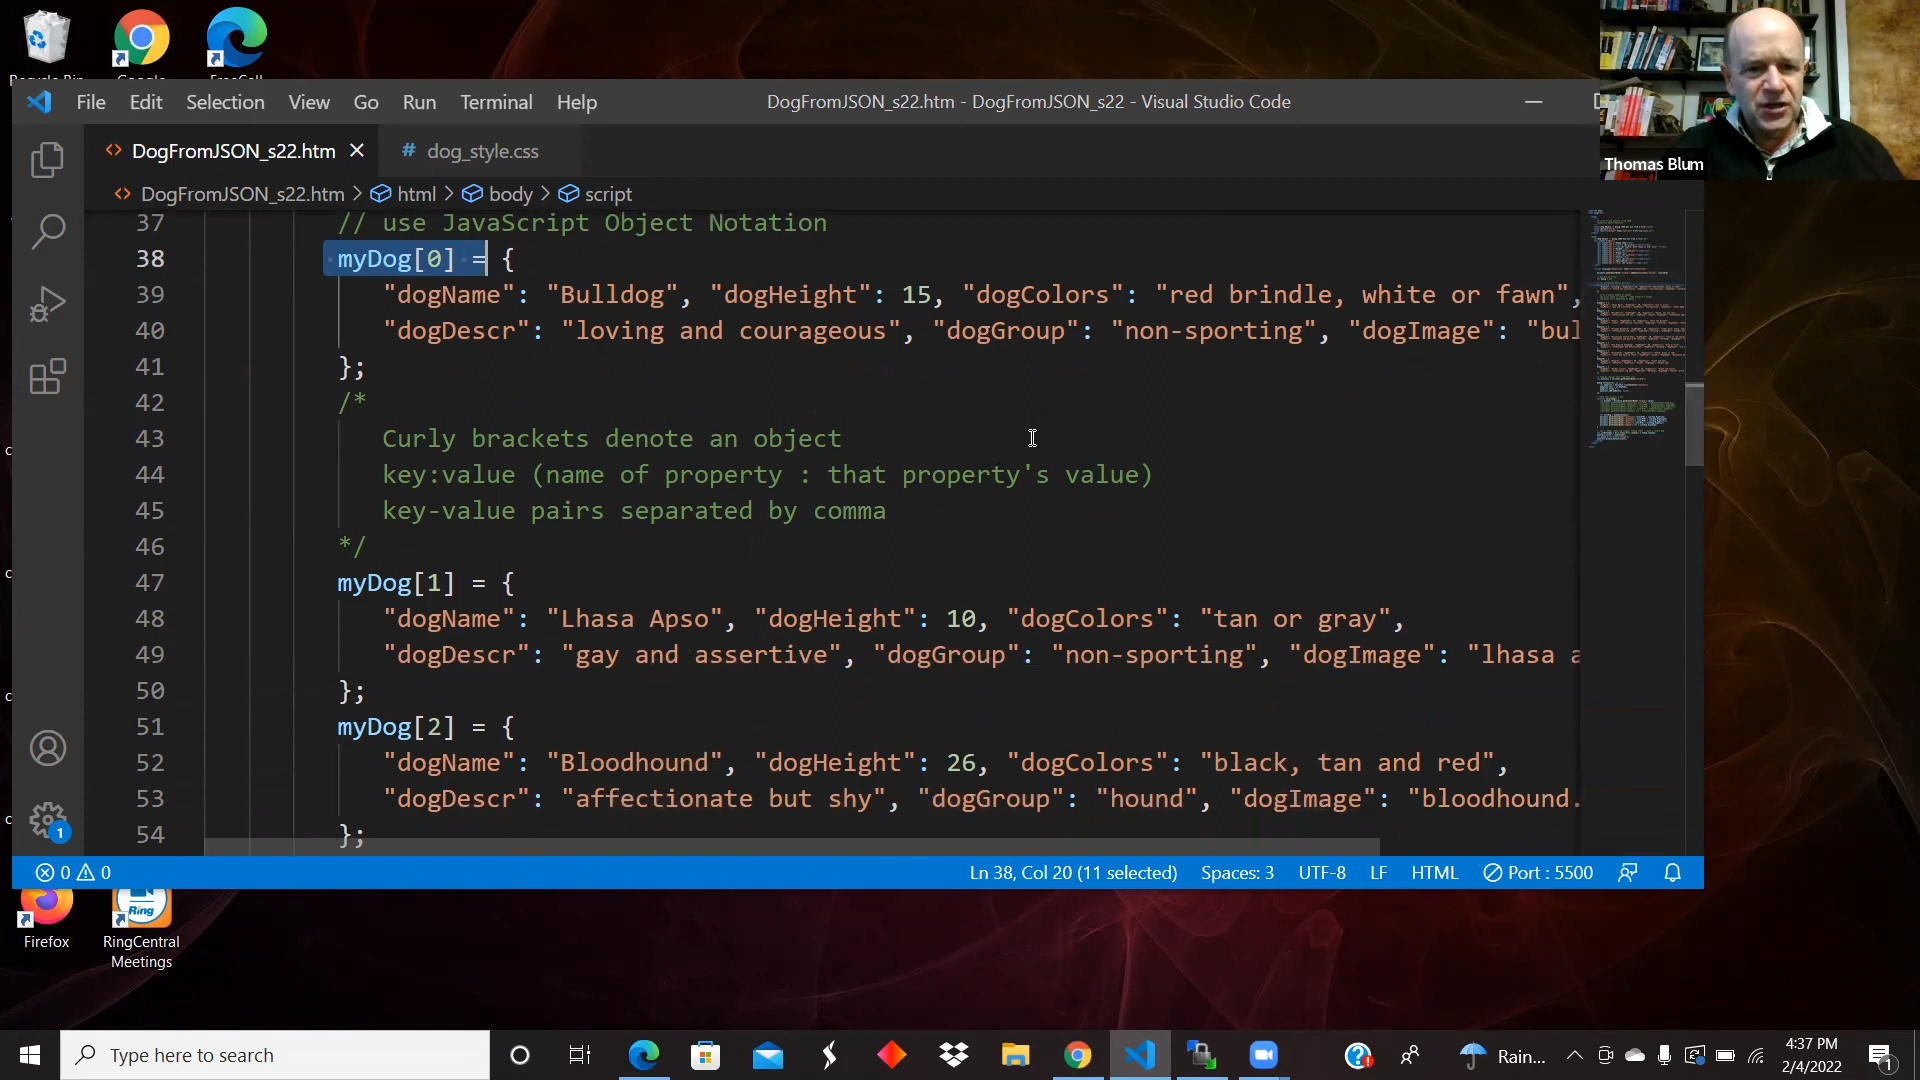 Thomas Blum
File Edit Selection View Go Run Terminal Help
DogFromJSON_s22.htm - DogFromJSON_s22 - Visual Studio Code
DogFromJSON_s22.htm
# dog_style.css
DogFromJSON_s22.htm > html > body > script
37 // use JavaScript Object Notation
38 myDog[0] = {
39 "dogName": "Bulldog", "dogHeight": 15, "dogColors": "red brindle, white or fawn",
40 "dogDescr": "loving and courageous", "dogGroup": "non-sporting", "dogImage": "bul
41 };
42 /*
43 Curly brackets denote an object
44 key:value (name of property : that property's value)
45 key-value pairs separated by comma
46 */
47 myDog[1] = {
48 "dogName": "Lhasa Apso", "dogHeight": 10, "dogColors": "tan or gray",
49 "dogDescr": "gay and assertive", "dogGroup": "non-sporting", "dogImage": "lhasa a
50 };
51 myDog[2] = {
52 "dogName": "Bloodhound", "dogHeight": 26, "dogColors": "black, tan and red",
53 "dogDescr": "affectionate but shy", "dogGroup": "hound", "dogImage": "bloodhound.
54 };
1
0 0
Ln 38, Col 20 (11 selected) Spaces: 3 UTF-8 LF HTML Port : 5500
Ring
Firefox
RingCentral
Meetings
Type here to search
Rain...
4:37 PM
2/4/2022
1